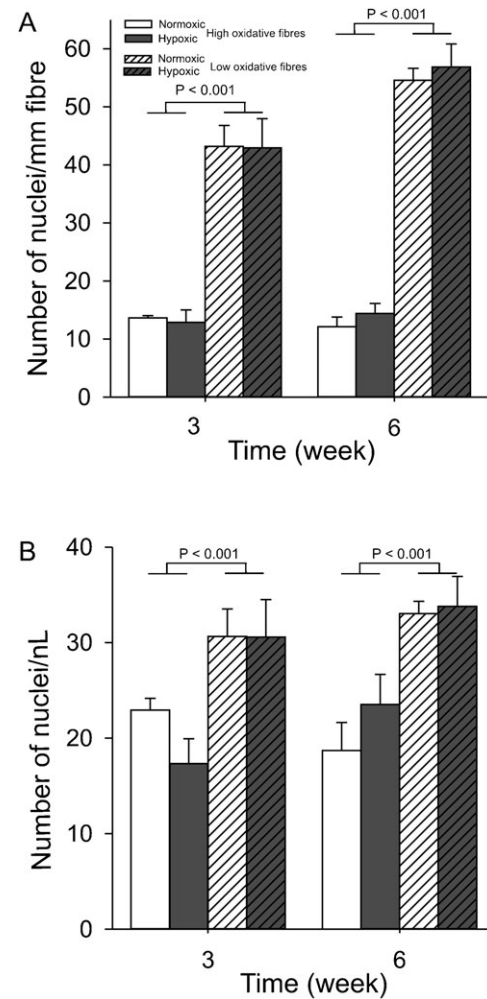 A
Normoxic
Hypoxic
High oxidative fibres
Normoxic
Hypoxic
Low oxidative fibres
P < 0.001
P < 0.001
Number of nuclei/mm fibre
60
50
40
30
20
10
0
3
6
Time (week)
B
P < 0.001
P < 0.001
Number of nuclei/nL
40
30
20
10
0
3
6
Time (week)